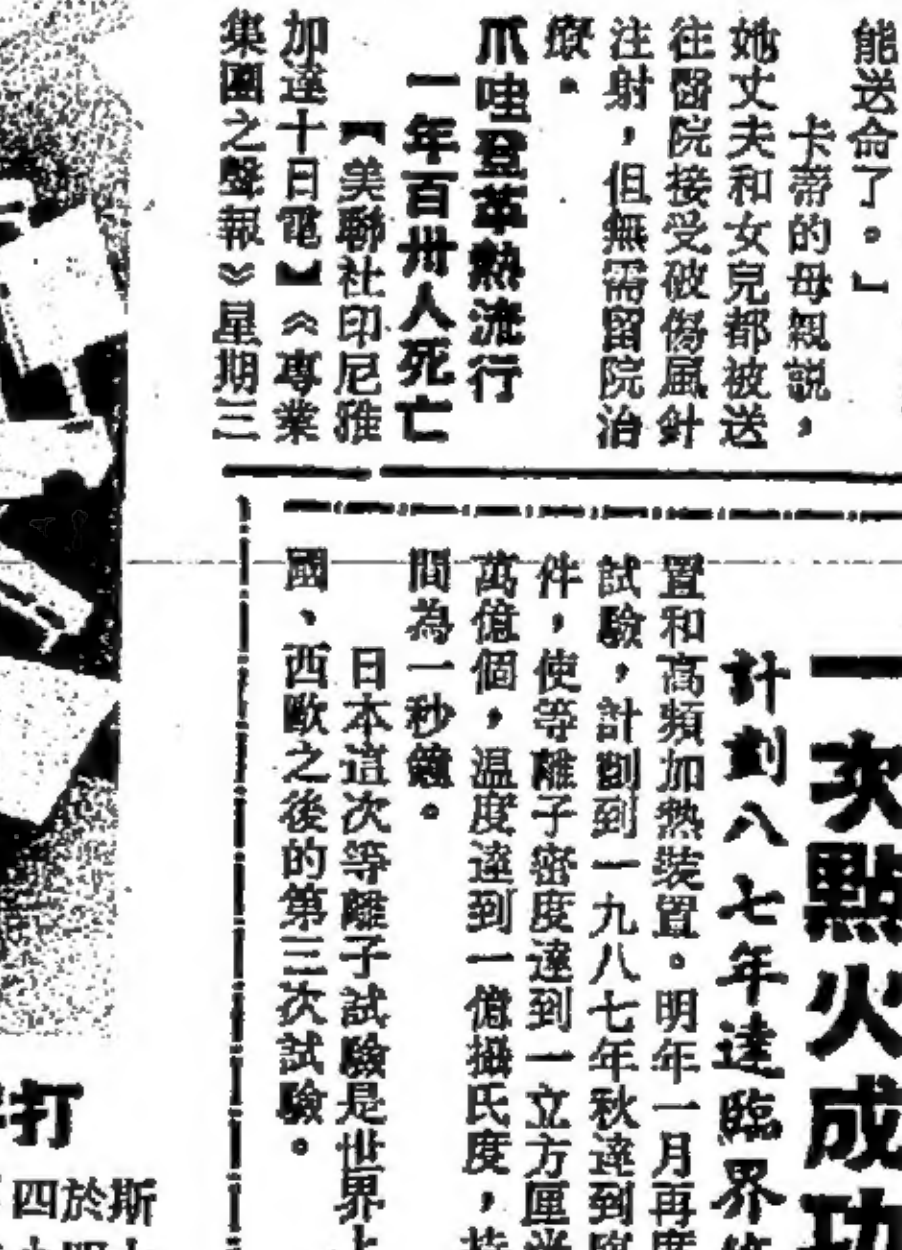 能送命了。」
卡蒂的母親説，
她丈夫和女兒都被送
往醫院接受破傷風針
注射，但無需留院治
療。
爪哇登革熱流行
一年百卅人死亡
【美聯社印尼雅
加達十日電】《專業
集團之聲報》星期三
一次點火成功
計劃八七年達臨界
置和高頻加熱裝置。明年一月再度
試驗，計劃到一九八七年秋達到臨
件，使等離子密度達到一立方厘米
萬億個，溫度達到一億攝氏度，持
間為一秒鐘。
日本這次等離子試驗是世界上
國、西歐之後的第三次試驗。
打
四於斯